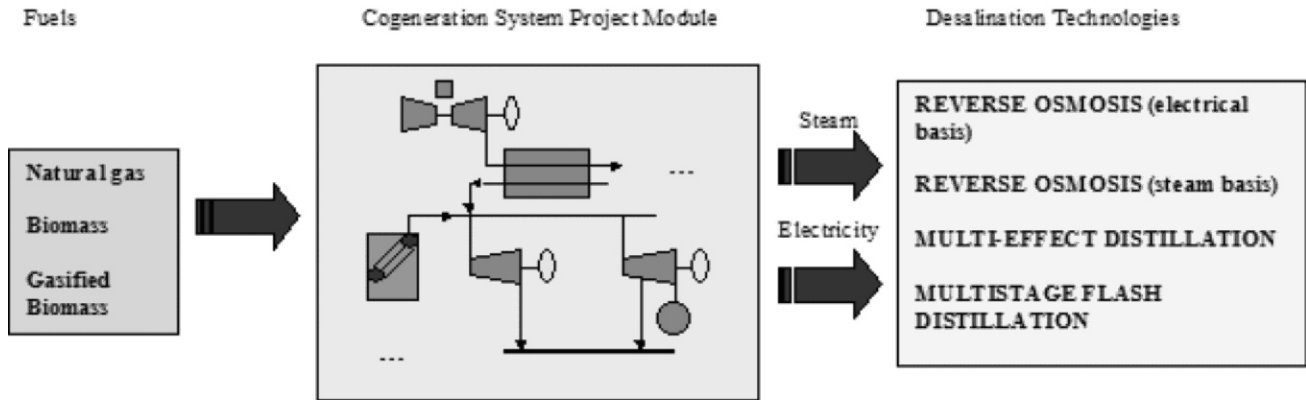 Fuels
Cogeneration System Project Module
Desalination Technologies
Natural gas
Biomass
Gasified
Biomass
...
...
Steam
Electricity
REVERSE OSMOSIS (electrical
basis)
REVERSE OSMOSIS (steam basis)
MULTI-EFFECT DISTILLATION
MULTISTAGE FLASH
DISTILLATION